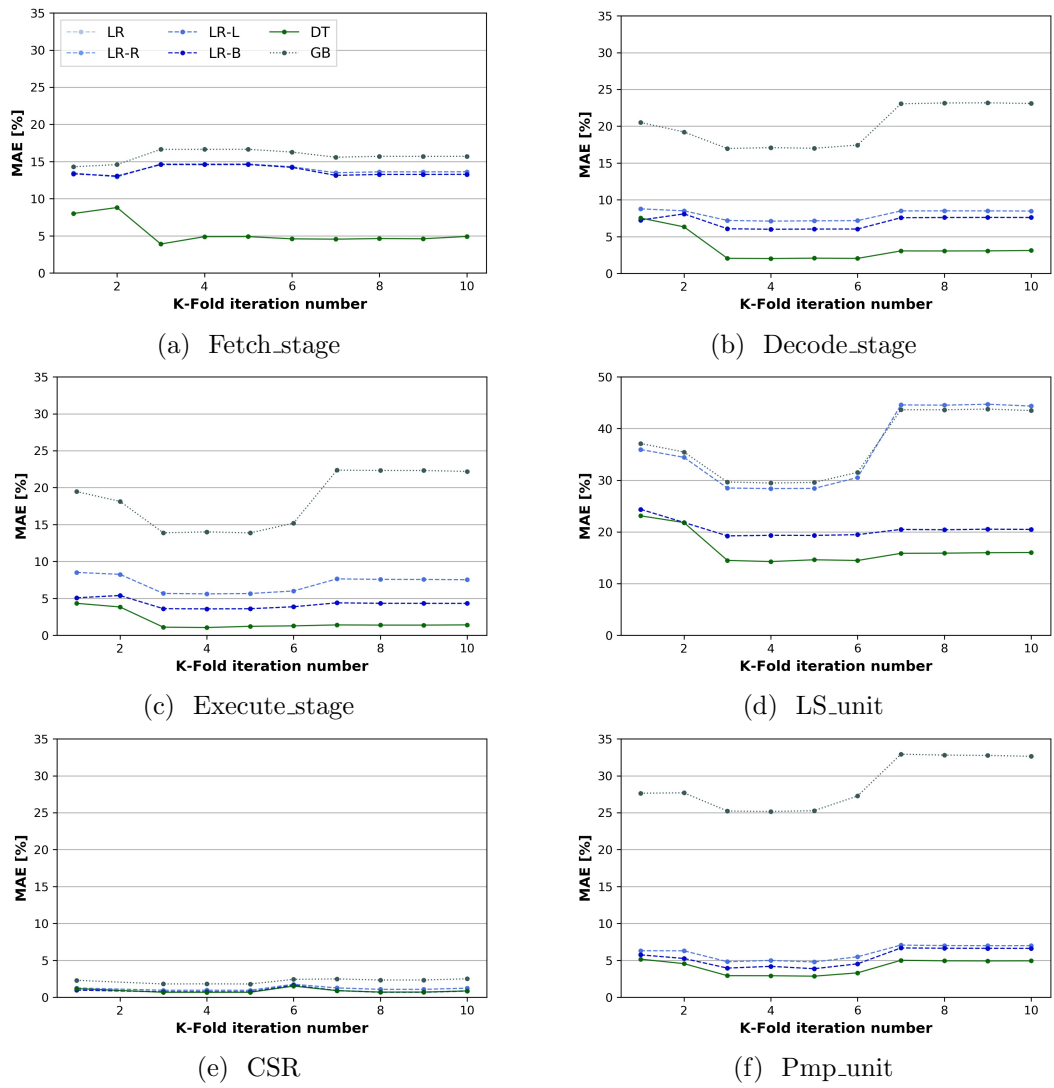 35
30
25
20
15
10
5
0
MAE [%]
LR LR-L DT
LR-R LR-B GB
2 4 6 8 10
K-Fold iteration number
(a) Fetch_stage
35
30
25
20
15
10
5
0
MAE [%]
2 4 6 8 10
K-Fold iteration number
(b) Decode_stage
35
30
25
20
15
10
5
0
MAE [%]
2 4 6 8 10
K-Fold iteration number
(c) Execute_stage
50
40
30
20
10
0
MAE [%]
2 4 6 8 10
K-Fold iteration number
(d) LS_unit
35
30
25
20
15
10
5
0
MAE [%]
2 4 6 8 10
K-Fold iteration number
(e) CSR
35
30
25
20
15
10
5
0
MAE [%]
2 4 6 8 10
K-Fold iteration number
(f) Pmp_unit